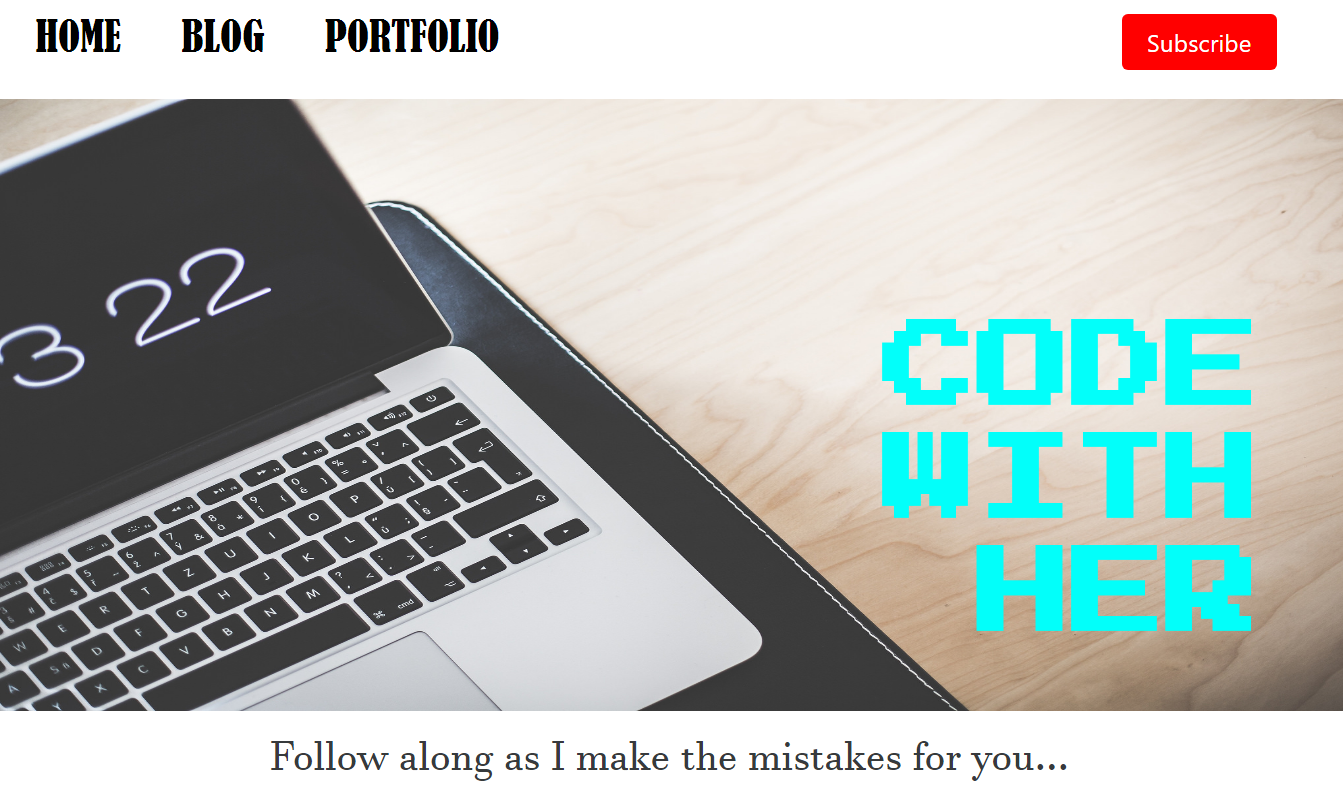 HOME BLOG PORTFOLIO Subscribe
3 22
CODE
WITH
HER
Follow along as I make the mistakes for you...